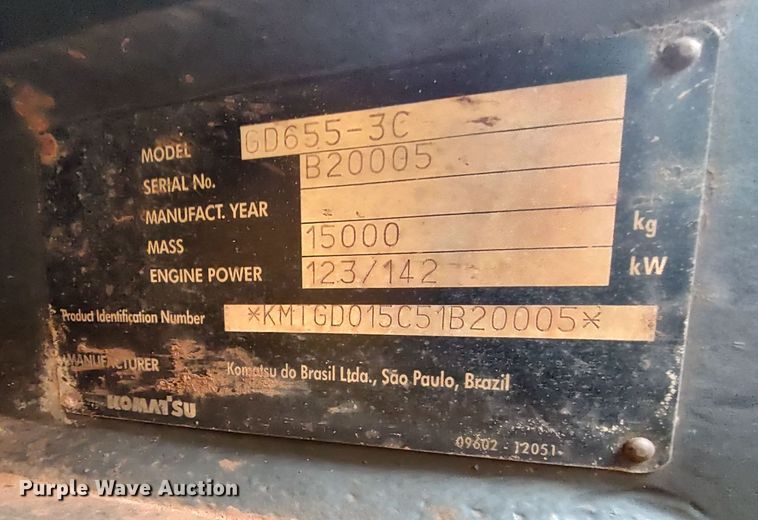 MODEL GD655-3C
SERIAL No. B20005
MANUFACT. YEAR
MASS 15000 kg
ENGINE POWER 123/142 kW
Product Identification Number *KMTGD015C51B20005*
MANUFACTURER Komatsu do Brasil Ltda., São Paulo, Brazil
KOMATSU
09602 - 12051
Purple Wave Auction